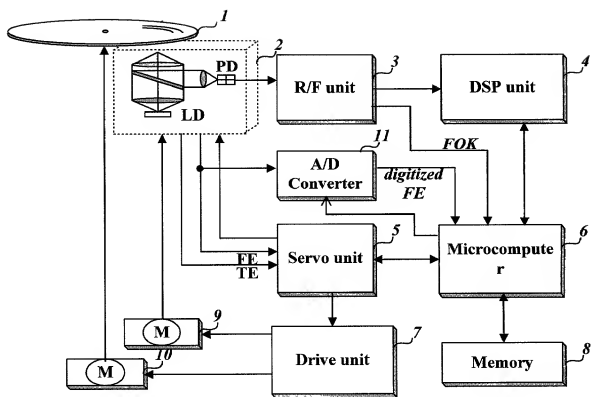 1
2
PD
LD
3
R/F unit
4
DSP unit
FOK
11
A/D
Converter
digitized
FE
5
Servo unit
FE
TE
6
Microcompute
r
9
M
10
M
7
Drive unit
8
Memory